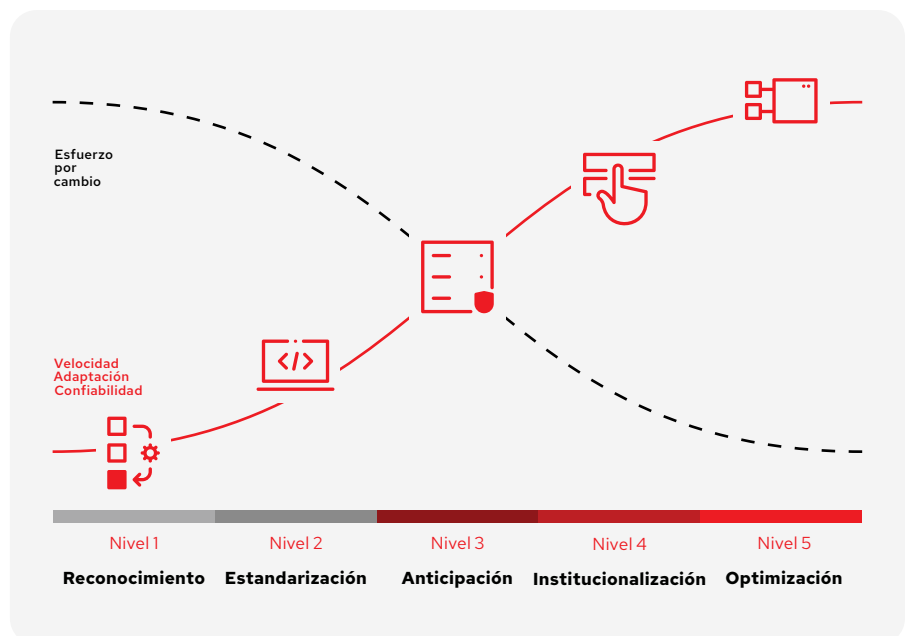 Esfuerzo
por
cambio
Velocidad
Adaptación
Confiabilidad
Nivel 1
Nivel 2
Nivel 3
Nivel 4
Nivel 5
Reconocimiento
Estandarización
Anticipación
Institucionalización
Optimización